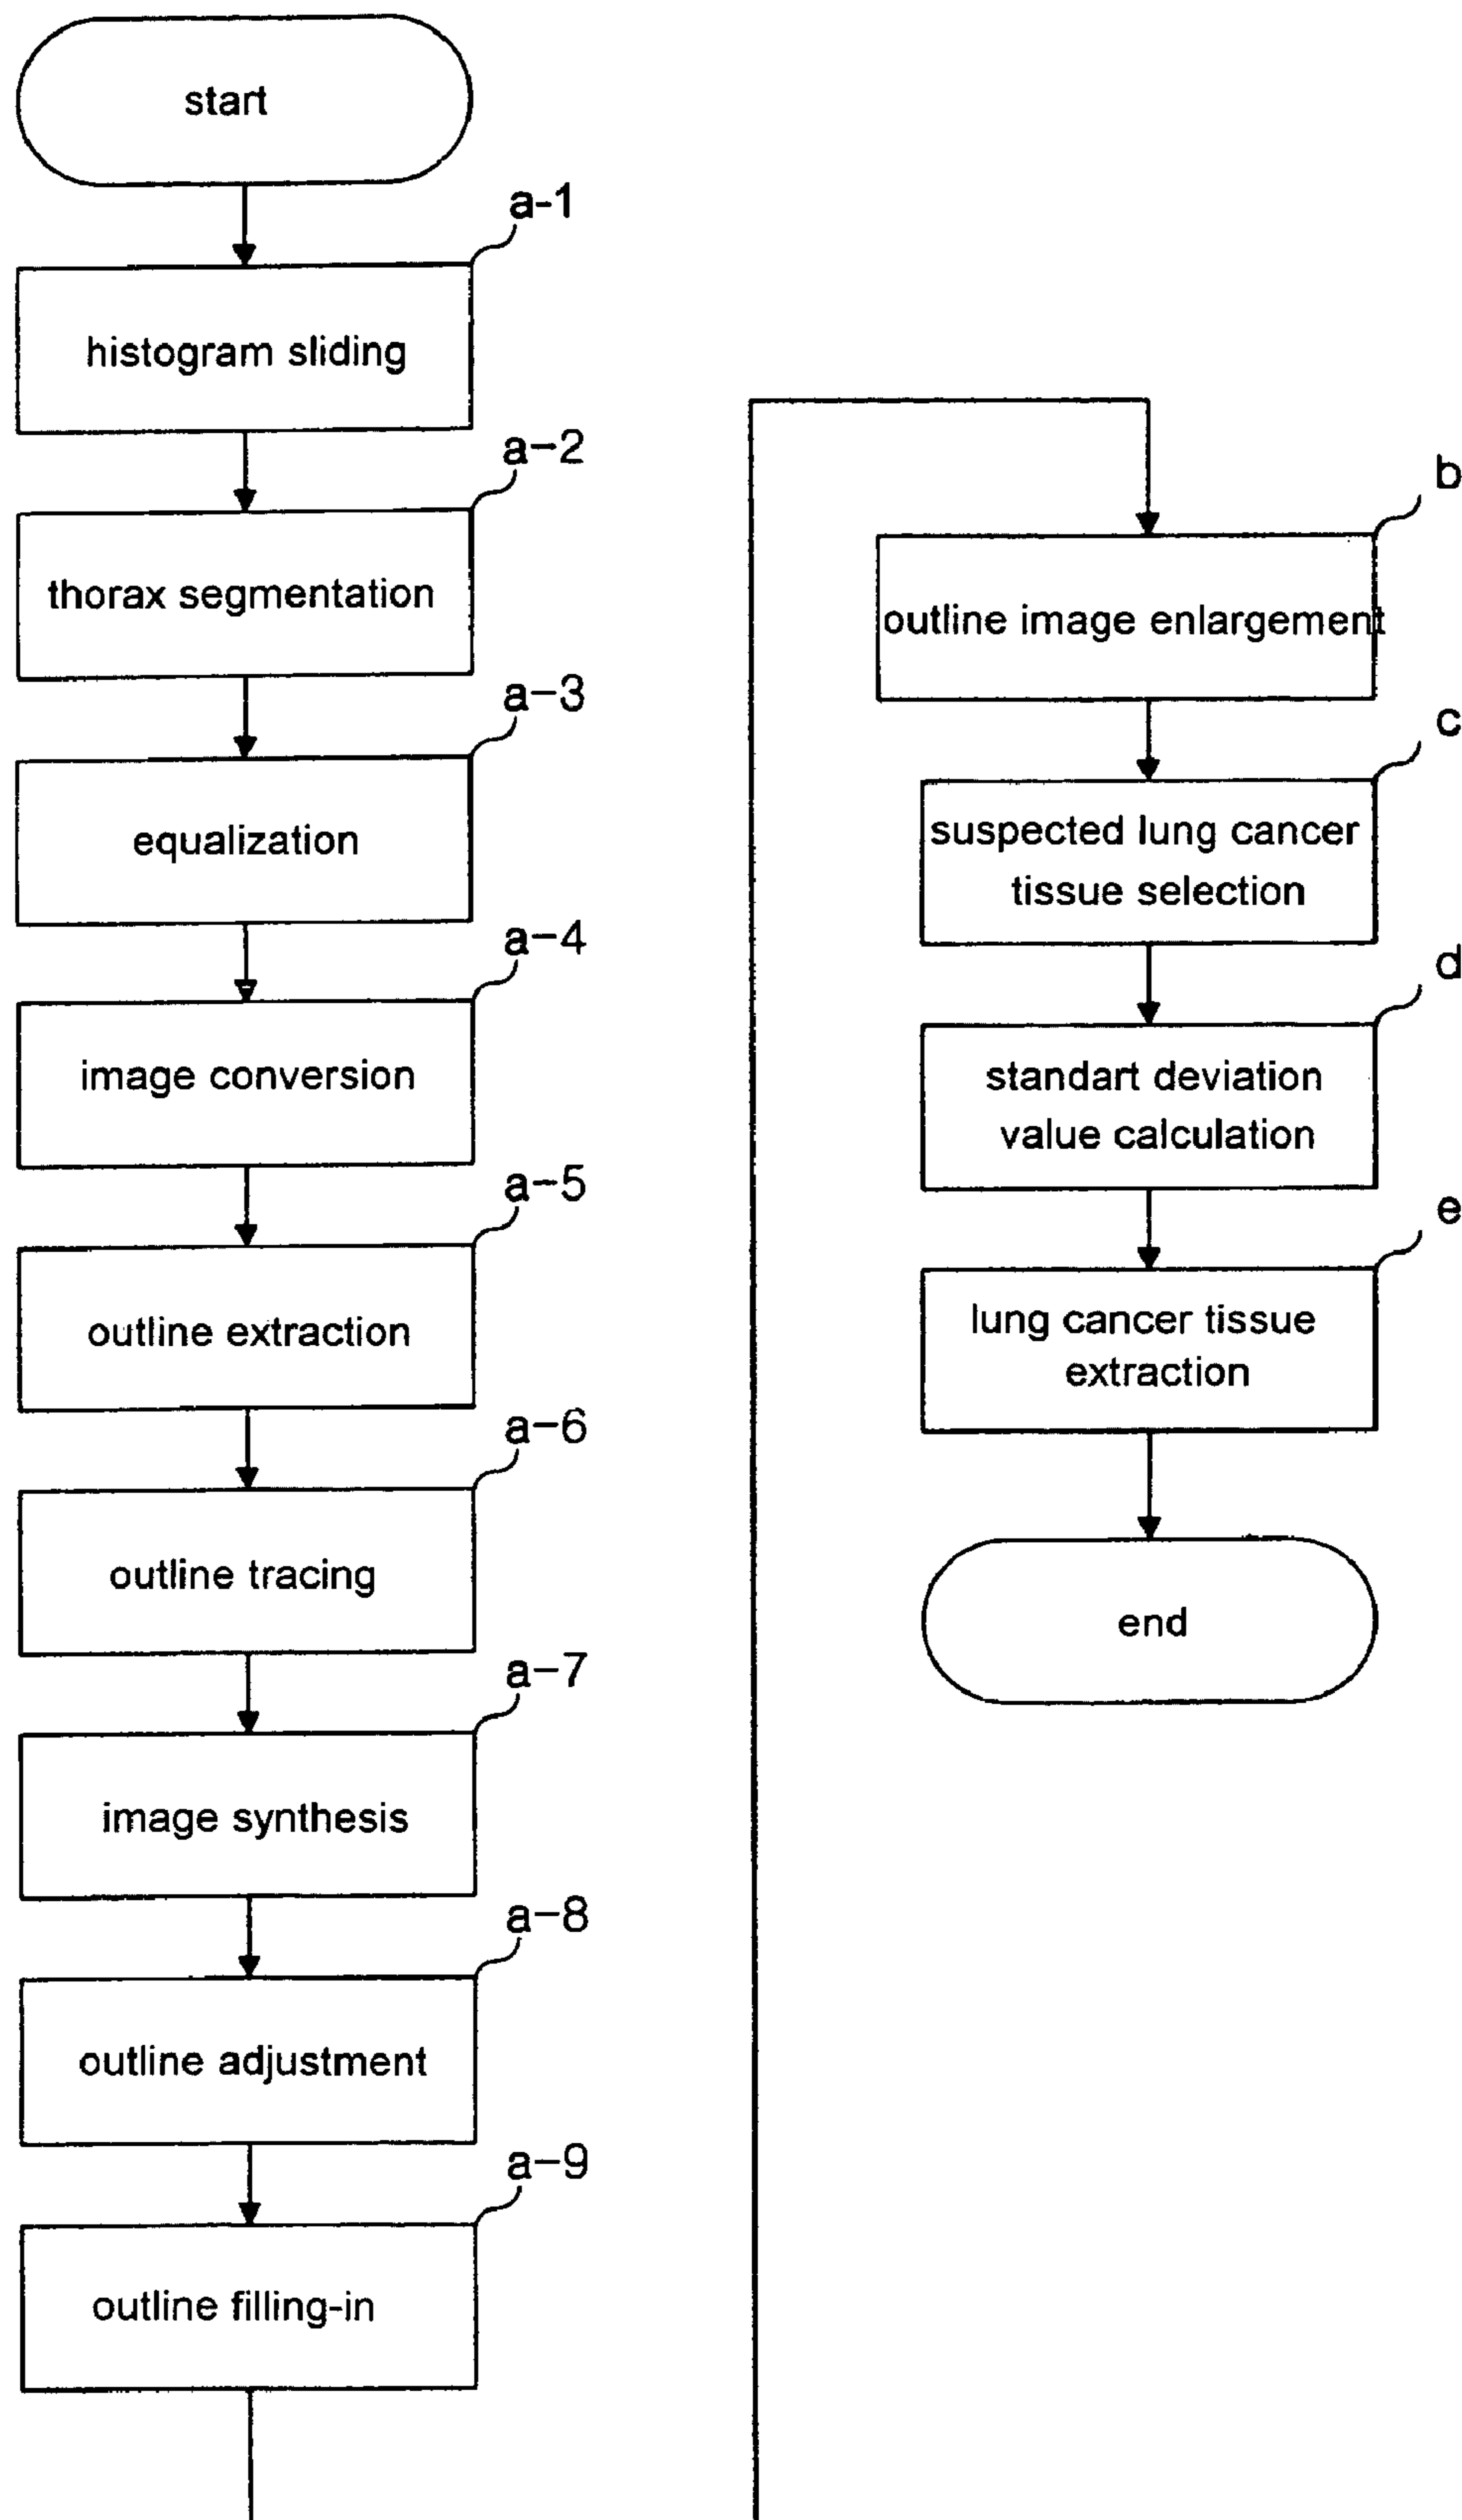 start
a-1
histogram sliding
a-2
thorax segmentation
a-3
equalization
a-4
image conversion
a-5
outline extraction
a-6
outline tracing
a-7
image synthesis
a-8
outline adjustment
a-9
outline filling-in
b
outline image enlargement
c
suspected lung cancer
tissue selection
d
standart deviation
value calculation
e
lung cancer tissue
extraction
end